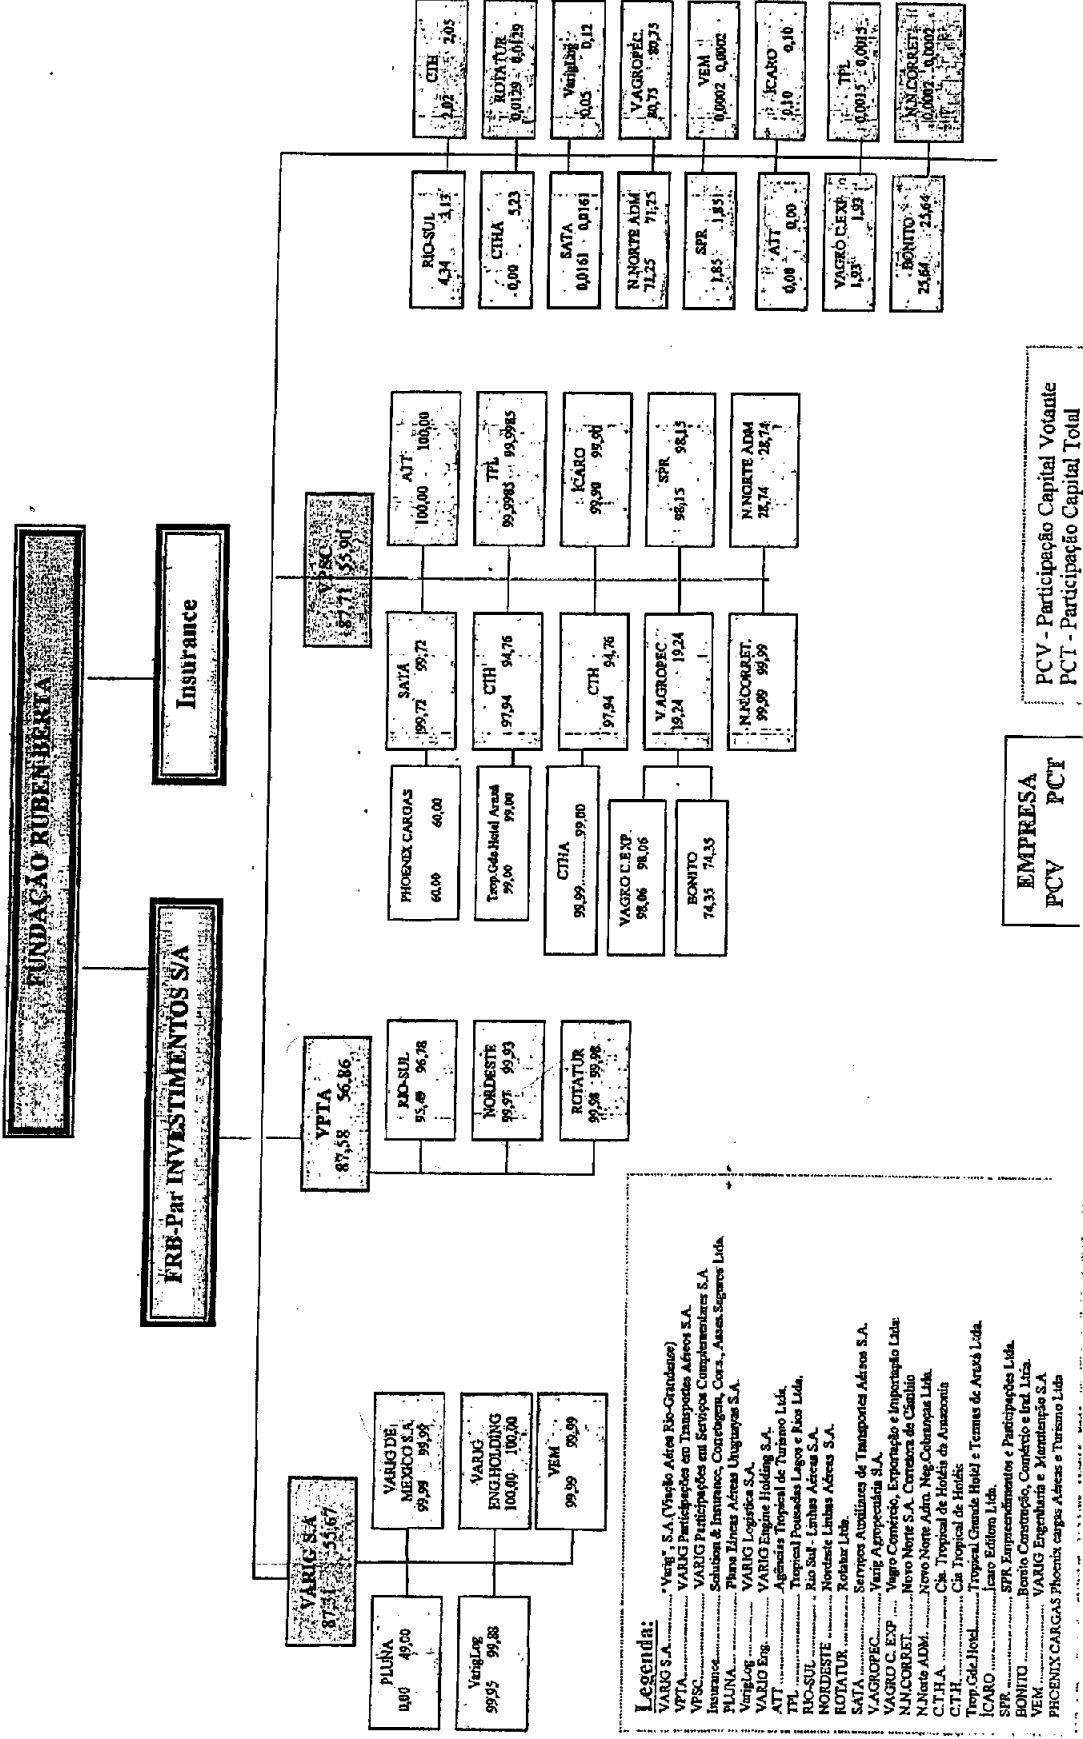 FUNDAÇÃO RUBEN BERTA
FRB-Par INVESTIMENTOS S/A
Insurance
VARIG S.A
55,67
VPTA
87,58 56,86
VPSC
87,71 55,90
PLUNA
0,00 49,00
VARIG DE
MEXICO S.A.
99,99 99,99
VarigLog
99,95 99,88
VARIG
ENG.HOLDING
100,00 100,00
VEM
99,99 99,99
RIO-SUL
95,49 96,78
NORDESTE
99,97 99,93
ROTATUR
99,98 99,98
PHOENIX CARGAS
60,00 60,00
SATA
99,72 99,72
ATT
100,00 100,00
Trop.Gde.Hotel Araxá
99,00 99,00
CTH
97,94 94,76
TPL
99,9985 99,9985
CTHA
99,99............99,00
CTH
97,94 94,76
ICARO
99,90 99,90
VAGRO C.EXP.
98,06 98,06
BONITO
74,35 74,35
V.AGROPEC
19,24 19,24
SPR
98,15 98,15
N.N.CORRET.
99,99 99,99
N.NORTE ADM
28,74 28,74
RIO-SUL
4,34 3,13
CTH
2,02 2,05
CTHA
0,00 5,23
ROTATUR
0,0129 0,0129
SATA
0,0161 0,0161
VarigLog
0,05 0,12
N.NORTE ADM
71,25 71,25
V.AGROPEC.
80,75 80,75
SPR
1,85 1,85
VEM
0,0002 0,0002
ATT
0,00 0,00
ICARO
0,10 0,10
VAGRO C.EXP
1,93 1,93
TPL
0,0015 0,0015
BONITO
25,64 25,64
N.N.CORRET
0,0002 0,0002
Legenda:
VARIG S.A............"Varig", S.A.(Viação Aérea Rio-Grandense)
VPTA............VARIG Participações em Transportes Aéreos S.A.
VPSC............VARIG Participações em Serviços Complementares S.A
Insurance............Solution & Insurance, Corretagem, Cons., Asses. Seguros Ltda.
PLUNA............Pluna Líneas Aéreas Uruguayas S.A.
VarigLog............VARIG Logística S.A.
VARIG Eng............VARIG Engine Holding S.A.
ATT............Agências Tropical de Turismo Ltda.
TPL............Tropical Pousadas Lagos e Rios Ltda.
RIO-SUL............Rio Sul - Linhas Aéreas S.A.
NORDESTE............Nordeste Linhas Aéreas S.A.
ROTATUR............Rotatur Ltda.
SATA............Serviços Auxiliares de Transportes Aéreos S.A.
V.AGROPEC............Varig Agropecuária S.A.
VAGRO C. EXP............Vagro Comércio, Exportação e Importação Ltda.
N.N.CORRET............Novo Norte S.A. Corretora de Câmbio
N.Norte ADM............Novo Norte Adm. Neg.Cobranças Ltda.
C.T.H.A............Cia. Tropical de Hotéis da Amazonia
C.T.H............Cia Tropical de Hotéis
Trop.Gde.Hotel............Tropical Grande Hotel e Termas de Araxá Ltda.
ÍCARO............Ícaro Editora Ltda.
SPR............SPR Empreendimentos e Participações Ltda.
BONITO............Bonito Construção, Comércio e Ind. Ltda.
VEM............VARIG Engenharia e Manutenção S.A
PHOENIX CARGAS Phoenix cargas Aéreas e Turismo Ltda
EMPRESA
PCV PCT
PCV - Participação Capital Votante
PCT - Participação Capital Total